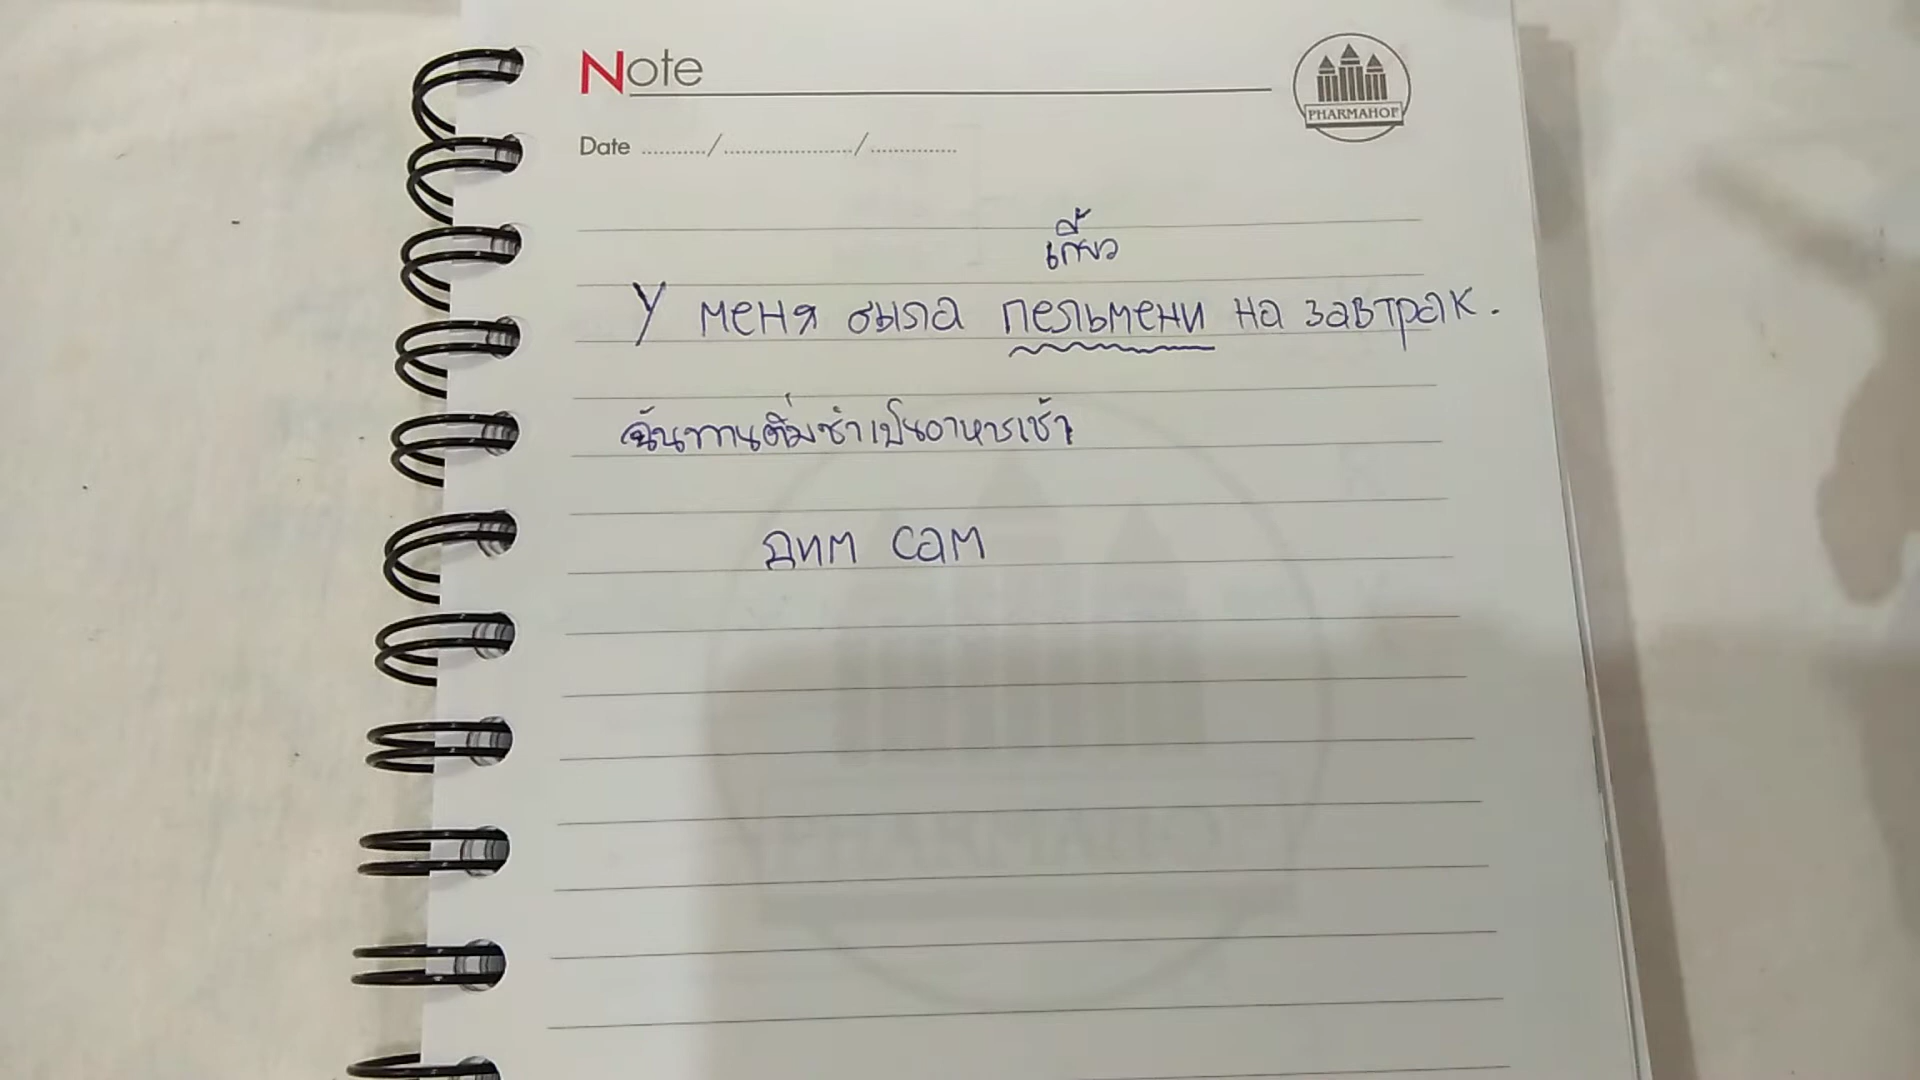 Note
PHARMAHOF
Date ........../..................../..............
เกี๊ยว
У меня была пельмени на завтрак.
ฉันทานติ่มซำเป็นอาหารเช้า
дим сам